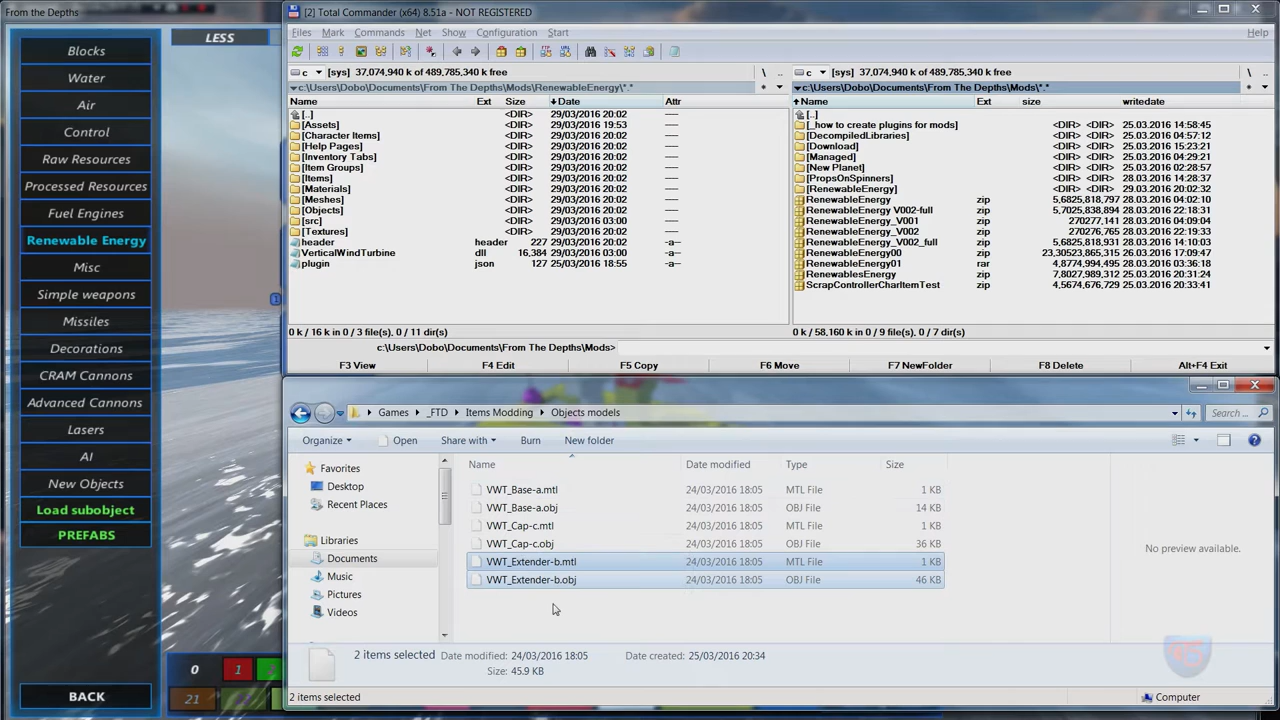 From the Depths
Blocks
Water
Air
Control
Raw Resources
Processed Resources
Fuel Engines
Renewable Energy
Misc
Simple weapons
Missiles
Decorations
CRAM Cannons
Advanced Cannons
Lasers
AI
New Objects
Load subobject
PREFABS
BACK
LESS
1
0 1
21
[2] Total Commander (x64) 8.51a - NOT REGISTERED
Files Mark Commands Net Show Configuration Start Help
c [sys] 37,074,940 k of 489,785,340 k free \ ..
c:\Users\Dobo\Documents\From The Depths\Mods\RenewableEnergy\*.*
Name Ext Size Date Attr
[..] <DIR> 29/03/2016 20:02 ----
[Assets] <DIR> 29/03/2016 19:53 ----
[Character Items] <DIR> 29/03/2016 20:02 ----
[Help Pages] <DIR> 29/03/2016 20:02 ----
[Inventory Tabs] <DIR> 29/03/2016 20:02 ----
[Item Groups] <DIR> 29/03/2016 20:02 ----
[Items] <DIR> 29/03/2016 20:02 ----
[Materials] <DIR> 29/03/2016 20:02 ----
[Meshes] <DIR> 29/03/2016 20:02 ----
[Objects] <DIR> 29/03/2016 20:02 ----
[src] <DIR> 29/03/2016 03:00 ----
[Textures] <DIR> 29/03/2016 20:02 ----
header header 227 29/03/2016 20:02 -a--
VerticalWindTurbine dll 16,384 29/03/2016 03:00 -a--
plugin json 127 25/03/2016 18:55 -a--
0 k / 16 k in 0 / 3 file(s), 0 / 11 dir(s)
c [sys] 37,074,940 k of 489,785,340 k free \ ..
c:\Users\Dobo\Documents\From The Depths\Mods\*.*
Name Ext size writedate
[..]
[_how to create plugins for mods] <DIR> <DIR> 25.03.2016 14:58:45
[DecompiledLibraries] <DIR> <DIR> 25.03.2016 04:57:12
[Download] <DIR> <DIR> 25.03.2016 15:23:21
[Managed] <DIR> <DIR> 25.03.2016 04:09:21
[New Planet] <DIR> <DIR> 25.03.2016 02:28:57
[PropsOnSpinners] <DIR> <DIR> 28.03.2016 14:28:37
[RenewableEnergy] <DIR> <DIR> 29.03.2016 20:02:32
RenewableEnergy zip 5,6825,818,797 28.03.2016 04:02:10
RenewableEnergy V002-full zip 5,7025,838,894 28.03.2016 22:18:31
RenewableEnergy_V001 zip 270277,141 28.03.2016 04:09:04
RenewableEnergy_V002 zip 270276,765 28.03.2016 22:19:33
RenewableEnergy_V002_full zip 5,6825,818,931 28.03.2016 14:10:03
RenewableEnergy00 zip 23,30523,865,315 25.03.2016 17:09:47
RenewableEnergy01 rar 4,8774,994,495 28.03.2016 03:36:18
RenewablesEnergy zip 7,8027,989,312 25.03.2016 20:31:24
ScrapControllerCharItemTest zip 4,5674,676,729 25.03.2016 20:33:41
0 k / 58,160 k in 0 / 9 file(s), 0 / 7 dir(s)
c:\Users\Dobo\Documents\From The Depths\Mods>
F3 View F4 Edit F5 Copy F6 Move F7 NewFolder F8 Delete Alt+F4 Exit
Games _FTD Items Modding Objects models Search...
Organize Open Share with Burn New folder
Favorites
Desktop
Recent Places
Libraries
Documents
Music
Pictures
Videos
Name Date modified Type Size
VWT_Base-a.mtl 24/03/2016 18:05 MTL File 1 KB
VWT_Base-a.obj 24/03/2016 18:05 OBJ File 14 KB
VWT_Cap-c.mtl 24/03/2016 18:05 MTL File 1 KB
VWT_Cap-c.obj 24/03/2016 18:05 OBJ File 36 KB
VWT_Extender-b.mtl 24/03/2016 18:05 MTL File 1 KB
VWT_Extender-b.obj 24/03/2016 18:05 OBJ File 46 KB
No preview available.
2 items selected Date modified: 24/03/2016 18:05 Date created: 25/03/2016 20:34
Size: 45.9 KB
2 items selected Computer